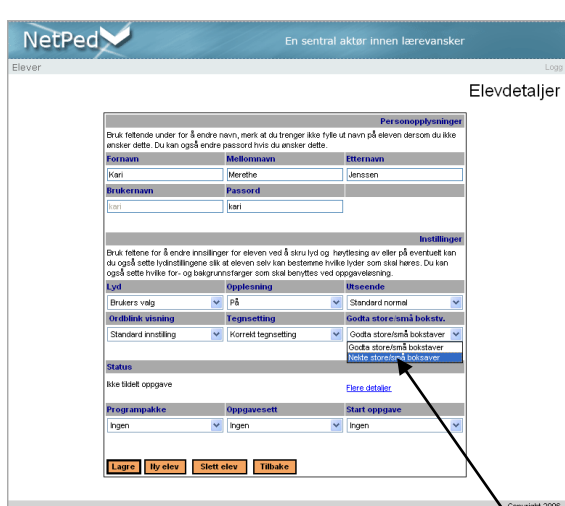 NetPed
En sentral aktør innen lærevansker
Elever
Logg
Elevdetaljer
Personopplysninger
Bruk feltende under for å endre navn, merk at du trenger ikke fylle ut navn på eleven dersom du ikke
ønsker dette. Du kan også endre passord hvis du ønsker dette.
Fornavn Mellomnavn Etternavn
Kari Merethe Jenssen
Brukernavn Passord
kari kari
Instillinger
Bruk feltene for å endre innsillinger for eleven ved å skru lyd og høytlesing av eller på eventuelt kan
du også sette lydinstillingene slik at eleven selv kan bestemme hvilke lyder som skal høres. Du kan
også sette hvilke for- og bakgrunnsfarger som skal benyttes ved oppgaveløsning.
Lyd Opplesning Utseende
Brukers valg På Standard normal
Ordblink visning Tegnsetting Godta store/små bokstv.
Standard innstilling Korrekt tegnsetting Godta store/små bokstaver
Godta store/små bokstaver
Nekte store/små boksaver
Status
Ikke tildelt oppgave Flere detaljer
Programpakke Oppgavesett Start oppgave
Ingen Ingen Ingen
Lagre Ny elev Slett elev Tilbake
Copyright 2006